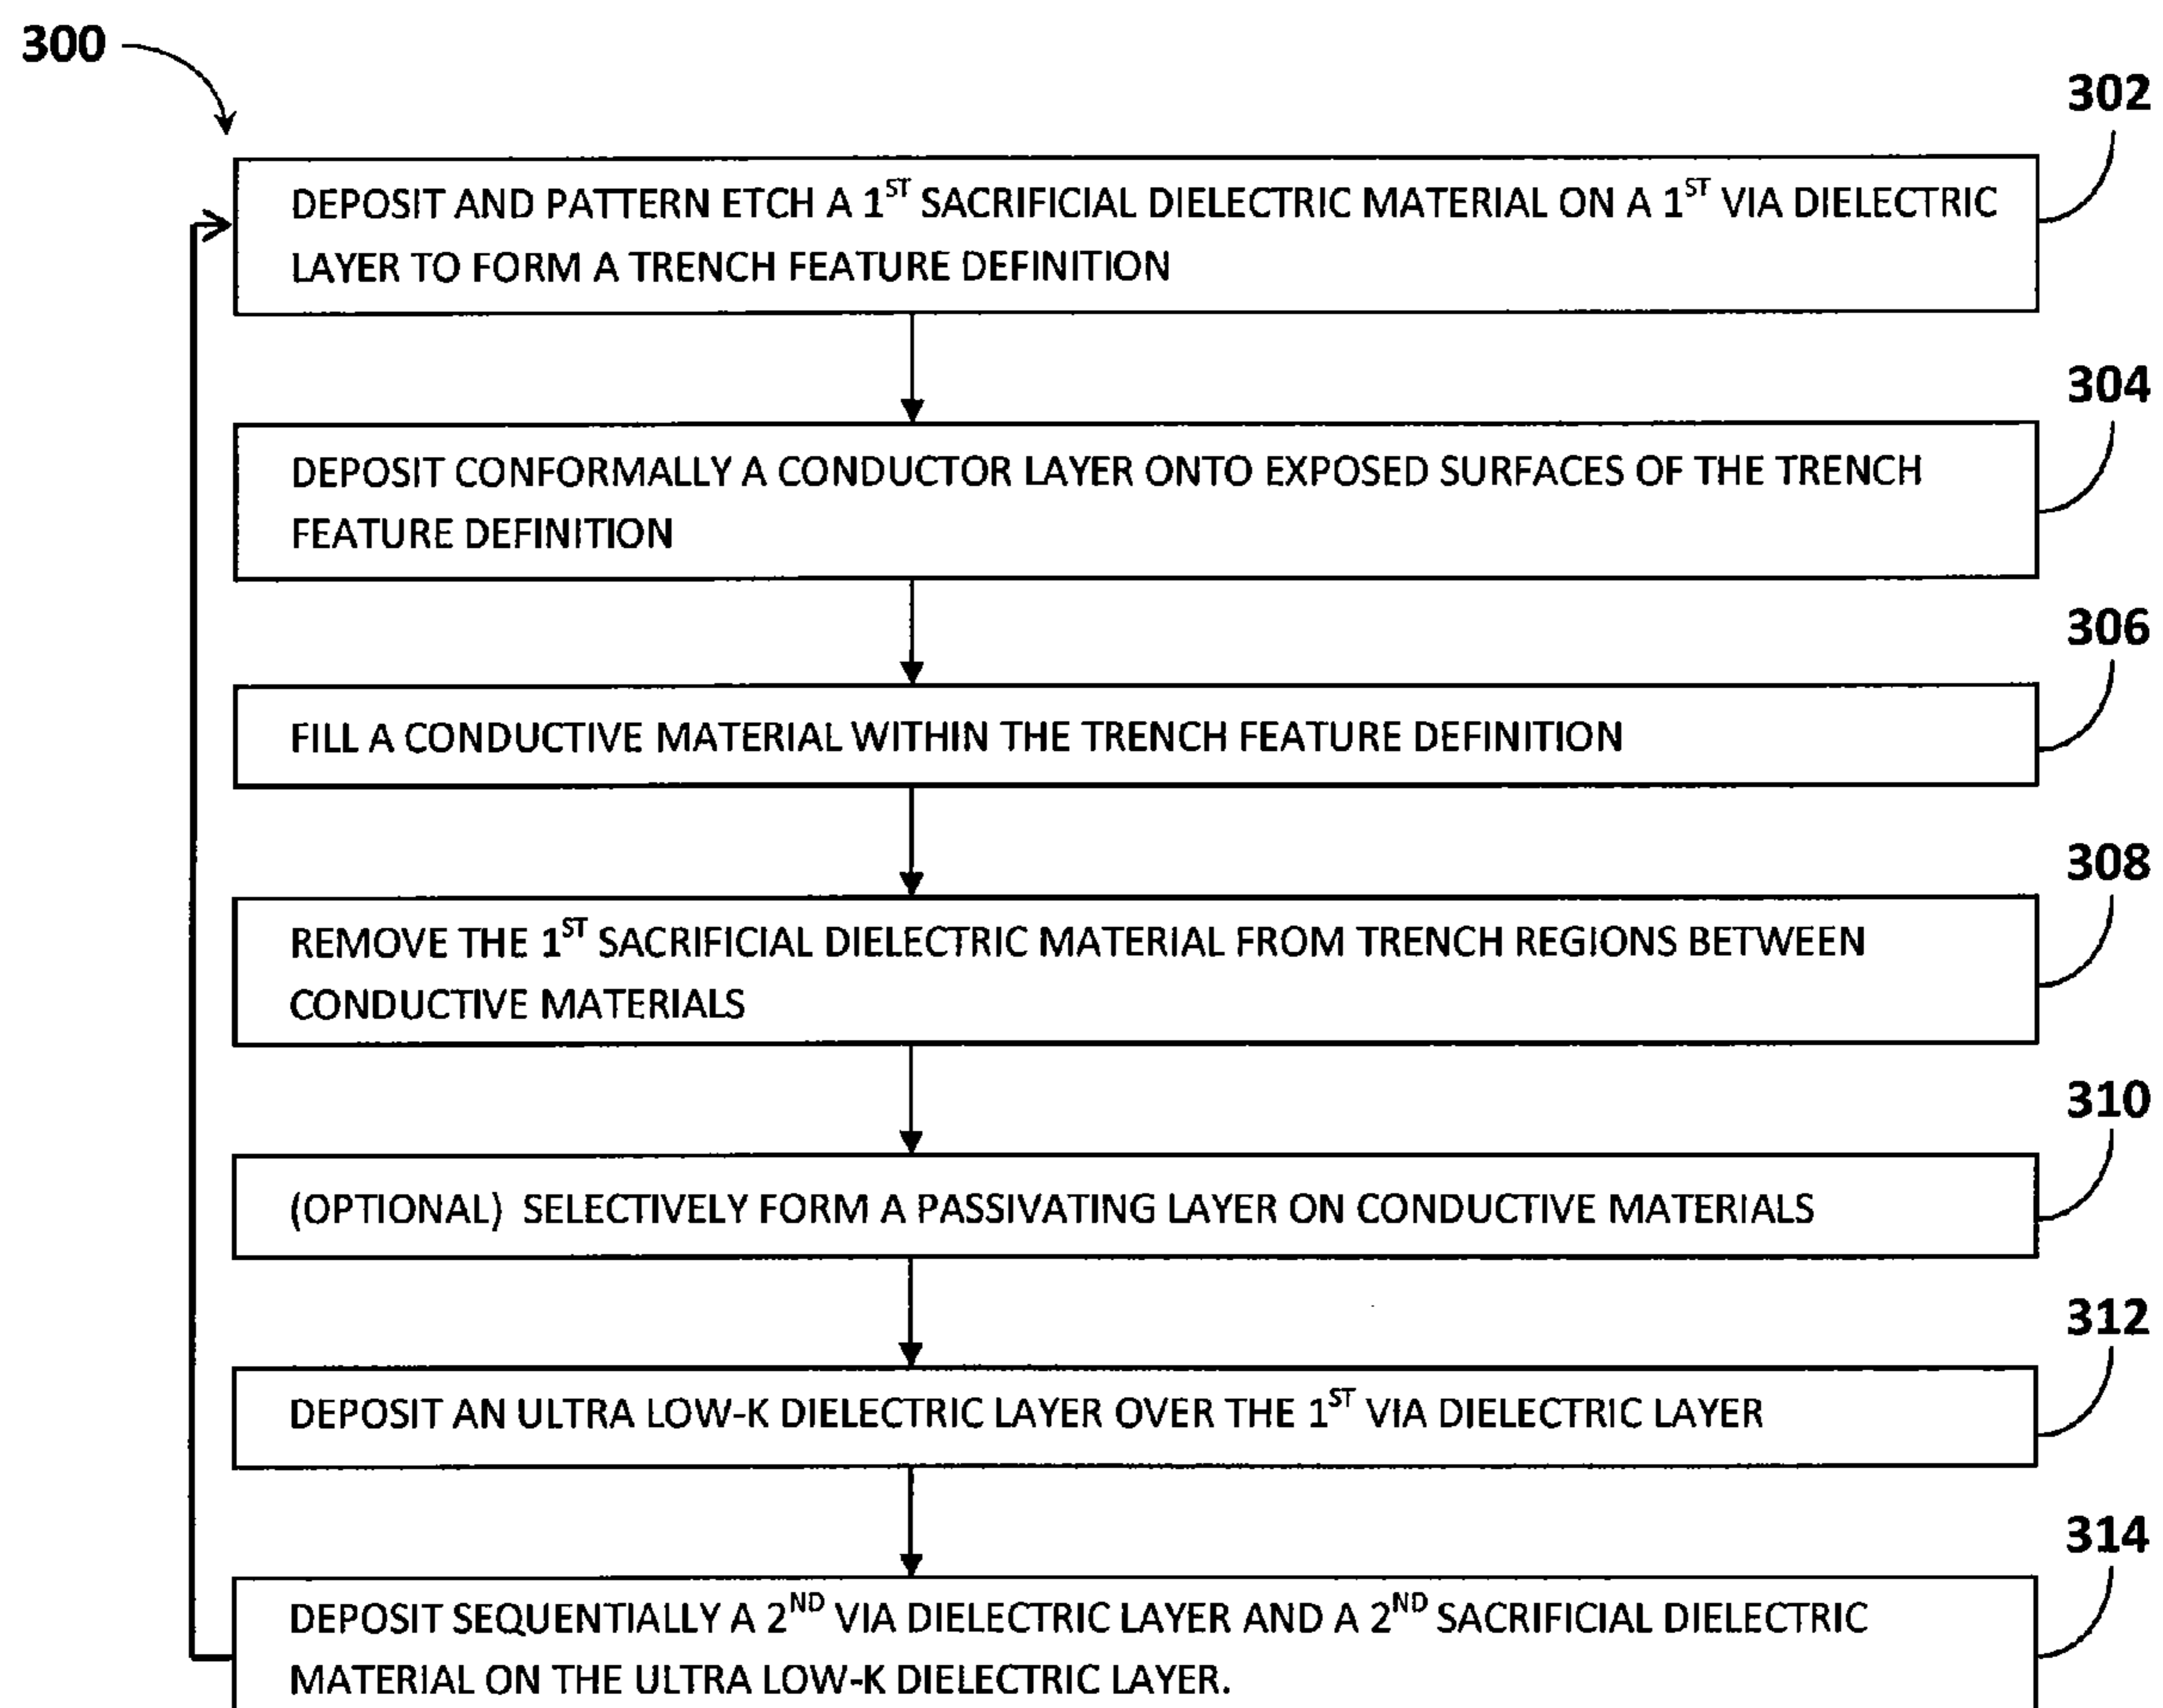 300
302
DEPOSIT AND PATTERN ETCH A 1ST SACRIFICIAL DIELECTRIC MATERIAL ON A 1ST VIA DIELECTRIC
LAYER TO FORM A TRENCH FEATURE DEFINITION
304
DEPOSIT CONFORMALLY A CONDUCTOR LAYER ONTO EXPOSED SURFACES OF THE TRENCH
FEATURE DEFINITION
306
FILL A CONDUCTIVE MATERIAL WITHIN THE TRENCH FEATURE DEFINITION
308
REMOVE THE 1ST SACRIFICIAL DIELECTRIC MATERIAL FROM TRENCH REGIONS BETWEEN
CONDUCTIVE MATERIALS
310
(OPTIONAL) SELECTIVELY FORM A PASSIVATING LAYER ON CONDUCTIVE MATERIALS
312
DEPOSIT AN ULTRA LOW-K DIELECTRIC LAYER OVER THE 1ST VIA DIELECTRIC LAYER
314
DEPOSIT SEQUENTIALLY A 2ND VIA DIELECTRIC LAYER AND A 2ND SACRIFICIAL DIELECTRIC
MATERIAL ON THE ULTRA LOW-K DIELECTRIC LAYER.